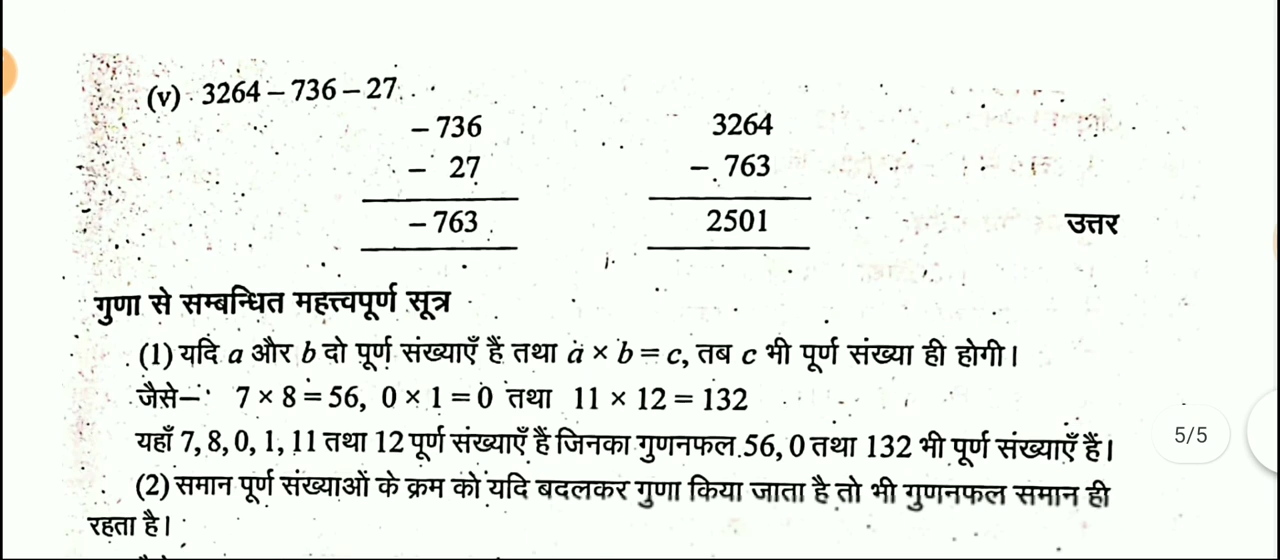 (v) 3264 – 736 – 27
– 736
– 27
– 763
3264
– 763
2501
उत्तर
गुणा से सम्बन्धित महत्त्वपूर्ण सूत्र
(1) यदि a और b दो पूर्ण संख्याएँ हैं तथा a × b = c, तब c भी पूर्ण संख्या ही होगी।
जैसे– 7 × 8 = 56, 0 × 1 = 0 तथा 11 × 12 = 132
यहाँ 7, 8, 0, 1, 11 तथा 12 पूर्ण संख्याएँ हैं जिनका गुणनफल 56, 0 तथा 132 भी पूर्ण संख्याएँ हैं।
5/5
(2) समान पूर्ण संख्याओं के क्रम को यदि बदलकर गुणा किया जाता है तो भी गुणनफल समान ही
रहता है।